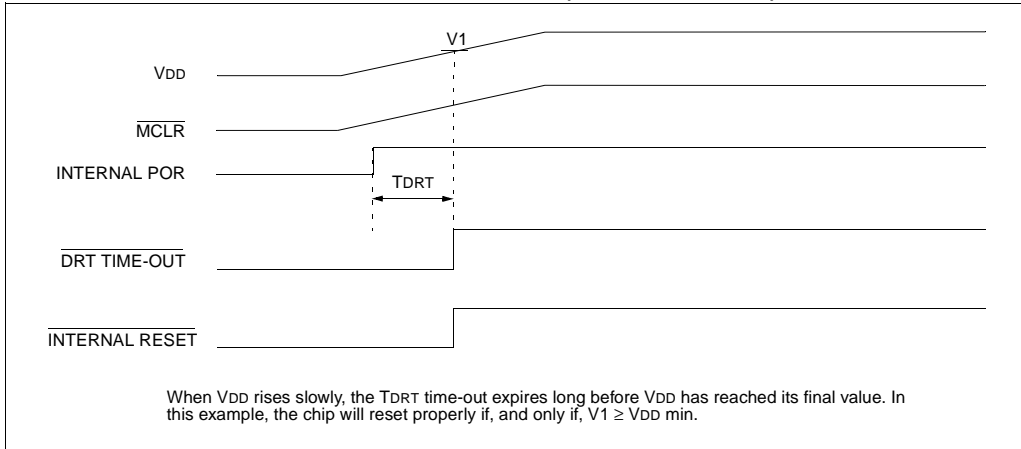 V1
VDD
MCLR
INTERNAL POR
TDRT
DRT TIME-OUT
INTERNAL RESET
When VDD rises slowly, the TDRT time-out expires long before VDD has reached its final value. In
this example, the chip will reset properly if, and only if, V1 ≥ VDD min.